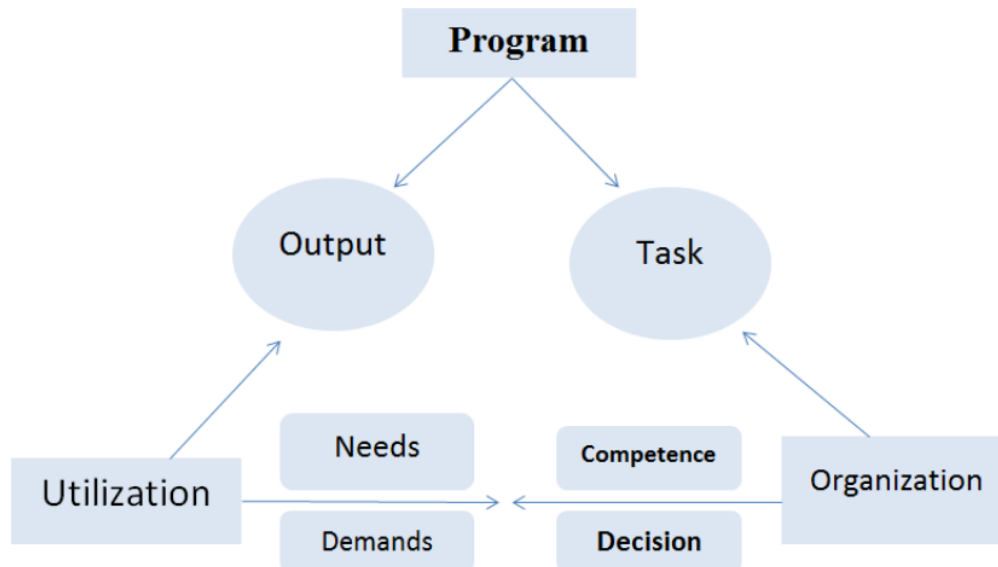 Program
Output
Task
Needs
Competence
Utilization
Organization
Demands
Decision